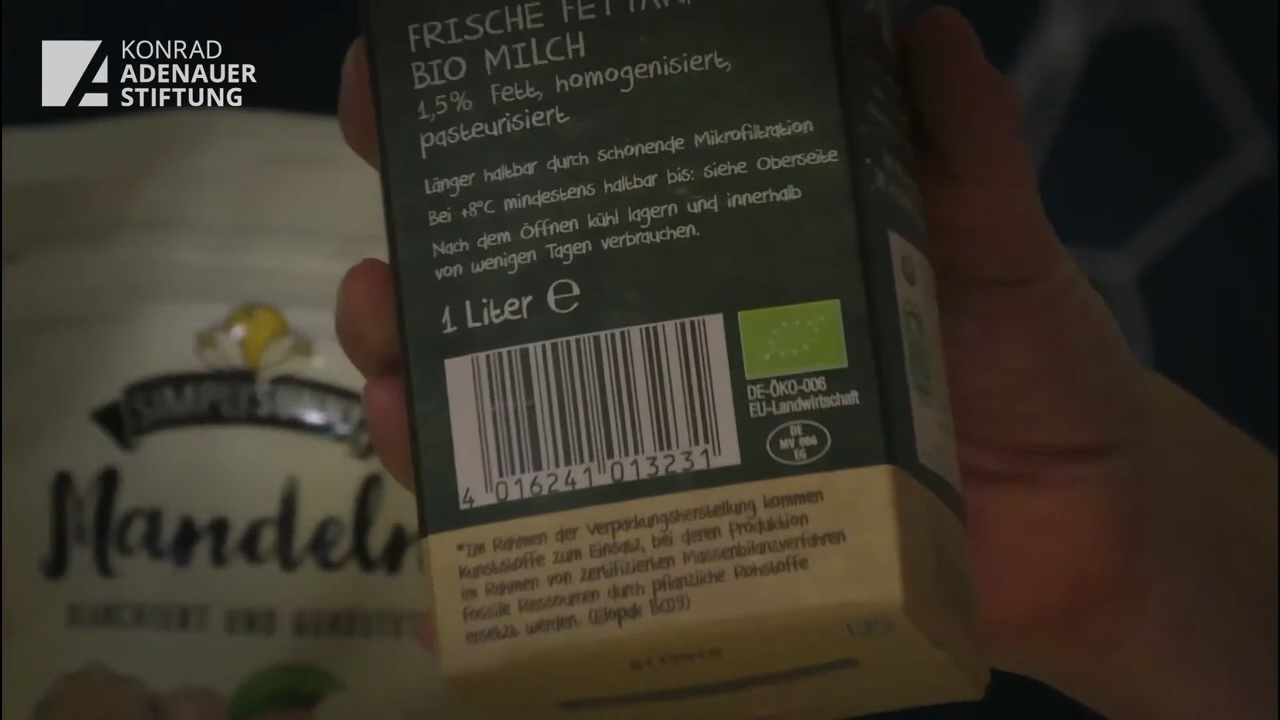 KONRAD
ADENAUER
STIFTUNG
FRISCHE
BIO MILCH
1,5% Fett, homogenisiert,
pasteurisiert
Länger haltbar durch schonende Mikrofiltration
Bei +8°C mindestens haltbar bis: siehe Oberseite
Nach dem Öffnen kühl lagern und innerhalb
von wenigen Tagen verbrauchen.
1 Liter ℮
4 016241 013231
DE-ÖKO-006
EU-Landwirtschaft
DE
MV 006
EG
*Im Rahmen der Verpackungsherstellung kommen
Kunststoffe zum Einsatz, bei deren Produktion
im Rahmen von zertifizierten Massenbilanzverfahren
fossile Ressourcen durch pflanzliche Rohstoffe
ersetzt werden. (Elopak BCD9)
Mandeln
UND